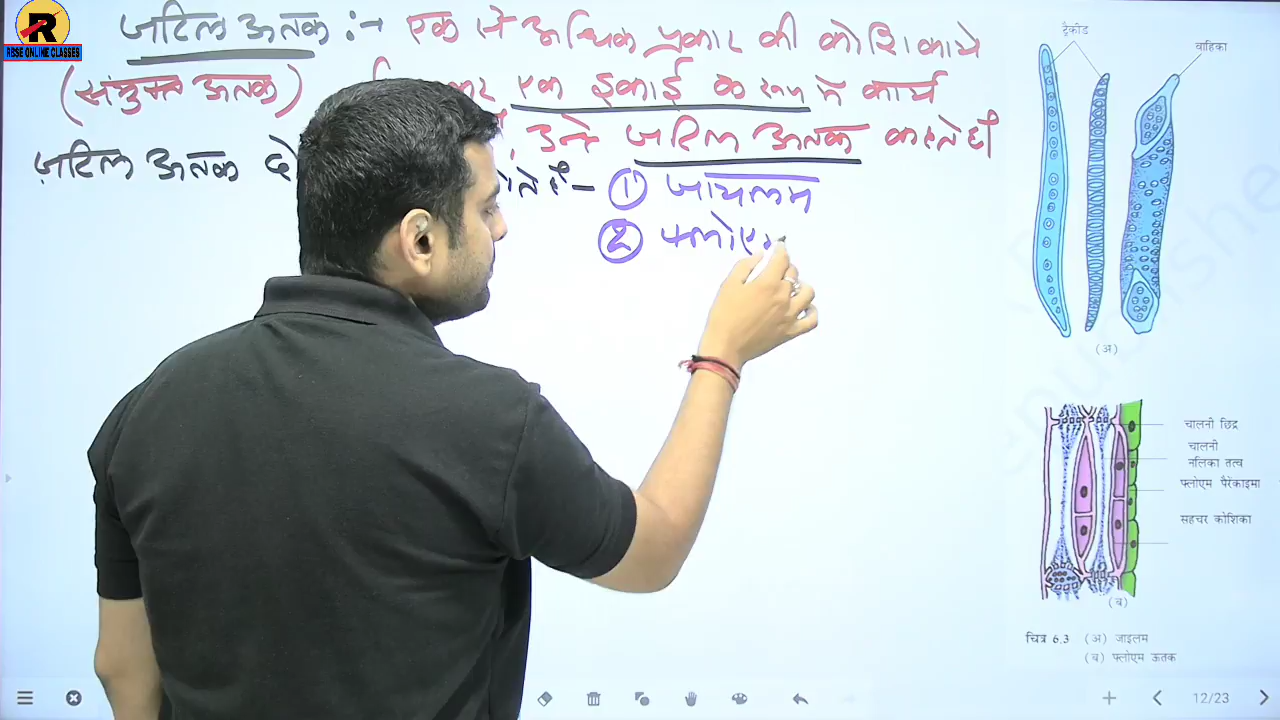 RBSE ONLINE CLASSES
जटिल ऊतक :→ एक से अधिक प्रकार की कोशिकायें
(संयुक्त ऊतक) एक इकाई के रूप में कार्य
उन्हें जटिल ऊतक कहते हैं
जटिल ऊतक दो होते हैं – ① जायलम
② फ्लोएम
ट्रैकीड
वाहिका
(अ)
चालनी छिद्र
चालनी
नलिका तत्व
फ्लोएम पैरेंकाइमा
सहचर कोशिका
(ब)
चित्र 6.3 (अ) जाइलम
(ब) फ्लोएम ऊतक
12/23